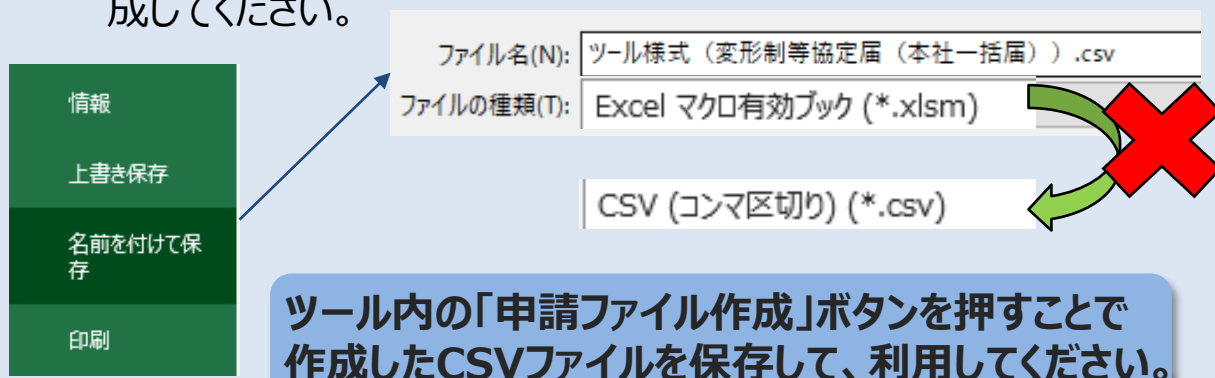 成してください。
ファイル名(N): ツール様式（変形制等協定届（本社一括届））.csv
ファイルの種類(T): Excel マクロ有効ブック (*.xlsm)
CSV (コンマ区切り) (*.csv)
情報
上書き保存
名前を付けて保
存
印刷
ツール内の「申請ファイル作成」ボタンを押すことで
作成したCSVファイルを保存して、利用してください。